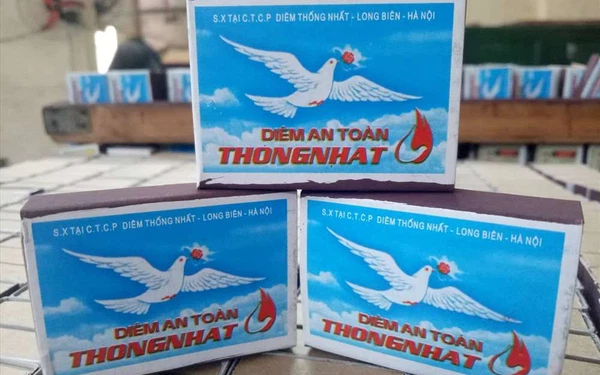 S.X TẠI C.T.C.P DIÊM THỐNG NHẤT - LONG BIÊN - HÀ NỘI
DIÊM AN TOÀN
THONGNHAT
S.X TẠI C.T.C.P DIÊM THỐNG NHẤT - LONG BIÊN - HÀ NỘI
DIÊM AN TOÀN
THONGNHAT
S.X TẠI C.T.C.P DIÊM THỐNG NHẤT - LONG BIÊN - HÀ NỘI
DIÊM AN TOÀN
THONGNHAT